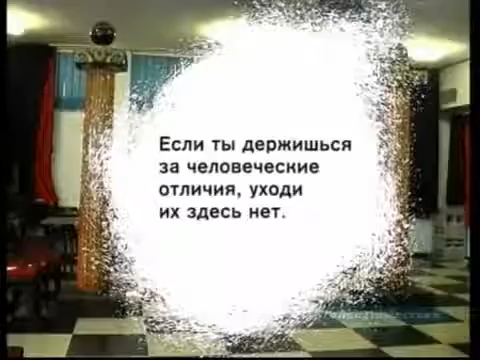 Если ты держишься
за человеческие
отличия, уходи
их здесь нет.